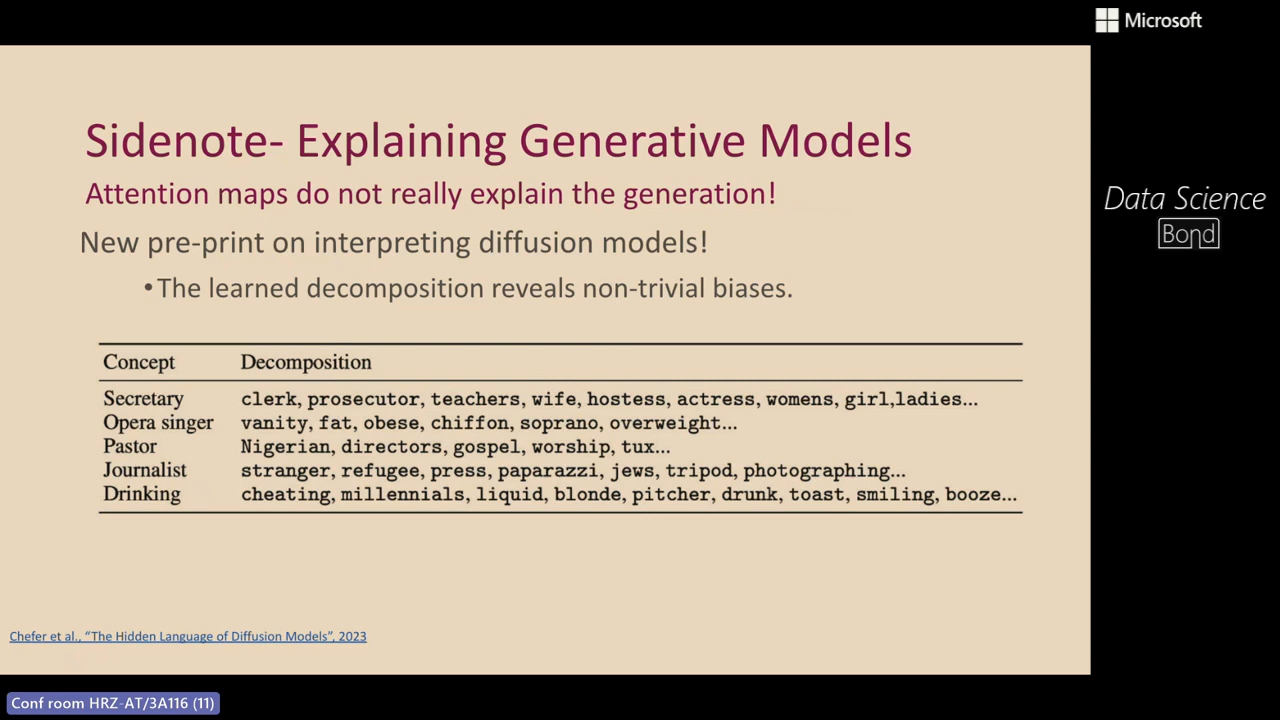 Microsoft
Sidenote- Explaining Generative Models
Attention maps do not really explain the generation!
Data Science
Bond
New pre-print on interpreting diffusion models!
•The learned decomposition reveals non-trivial biases.
Concept Decomposition
Secretary clerk, prosecutor, teachers, wife, hostess, actress, womens, girl,ladies...
Opera singer vanity, fat, obese, chiffon, soprano, overweight...
Pastor Nigerian, directors, gospel, worship, tux...
Journalist stranger, refugee, press, paparazzi, jews, tripod, photographing...
Drinking cheating, millennials, liquid, blonde, pitcher, drunk, toast, smiling, booze...
Chefer et al., “The Hidden Language of Diffusion Models”, 2023
Conf room HRZ-AT/3A116 (11)